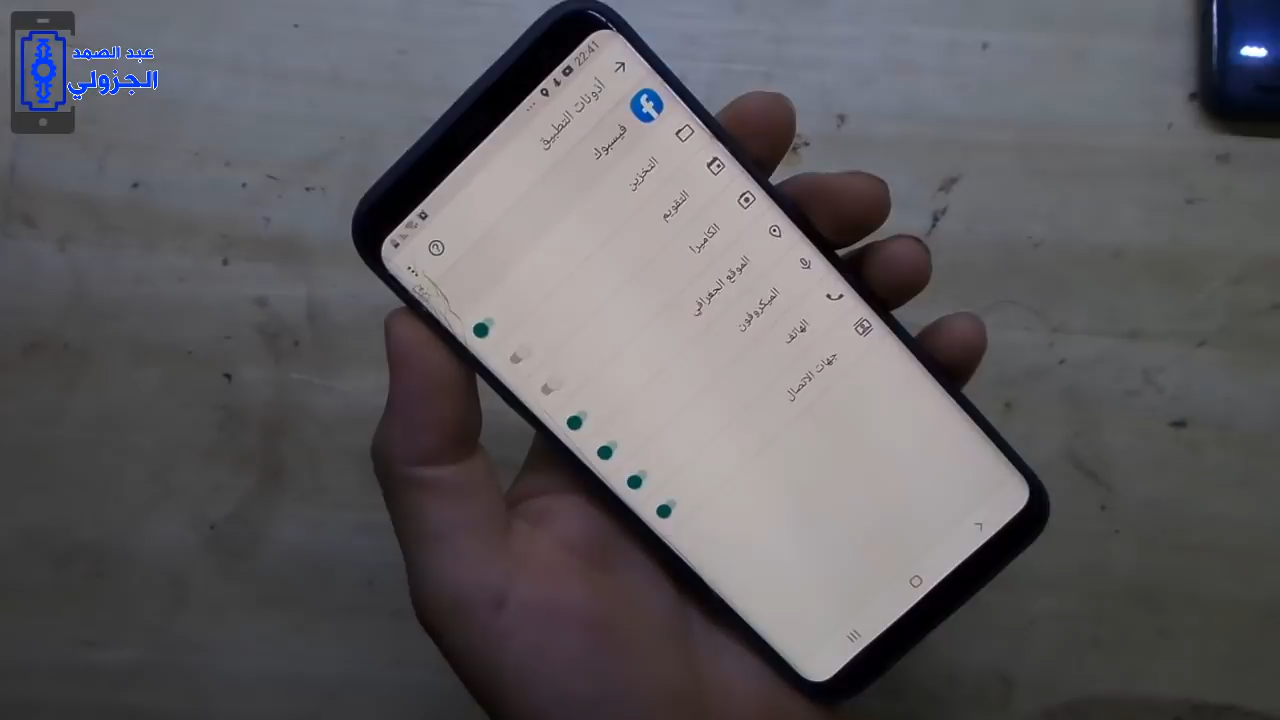 عبد الصمد
الجزولي
22:41
أذونات التطبيق
فيسبوك
التخزين
التقويم
الكاميرا
الموقع الجغرافي
الميكروفون
الهاتف
جهات الاتصال